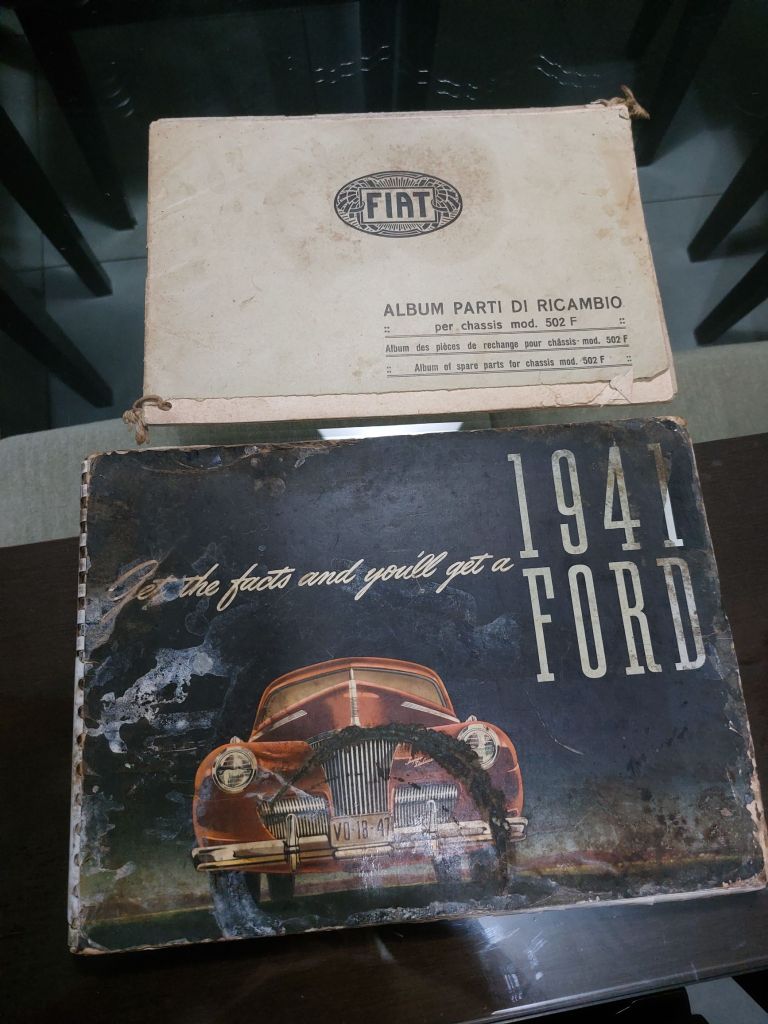 FIAT
ALBUM PARTI DI RICAMBIO
:: per chassis mod. 502 F ::
Album des pièces de rechange pour châssis mod. 502 F
:: Album of spare parts for chassis mod. 502 F ::
1941
Get the facts and you'll get a
FORD